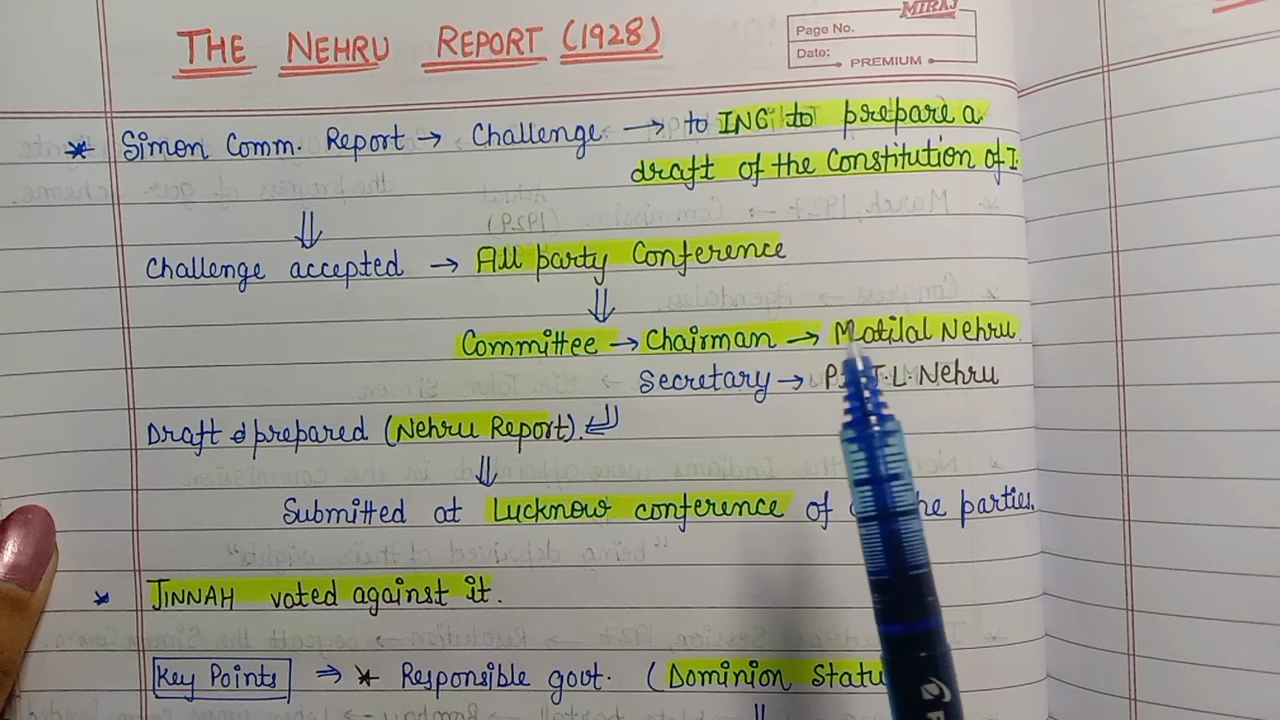 THE NEHRU REPORT (1928)
MIRAJ
Page No.
Date:
PREMIUM
* Simon Comm. Report → Challenge → to INC to prepare a
draft of the Constitution of I.
⇓
Challenge accepted → All party Conference
⇓
Committee → Chairman → Motilal Nehru.
Secretary → J.L. Nehru
Draft prepared (Nehru Report).
⇓
Submitted at Lucknow conference of parties.
* JINNAH voted against it.
Key Points ⇒ * Responsible govt. (Dominion Statu
⇓